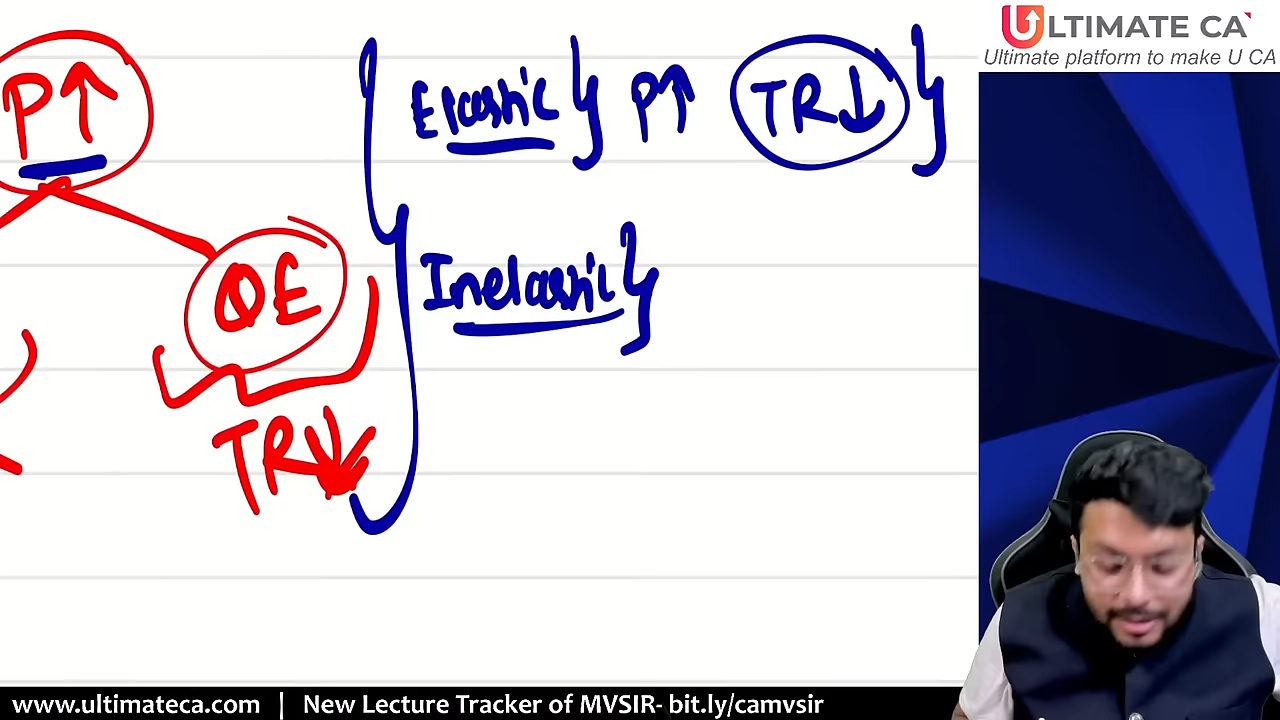 ULTIMATE CA
Ultimate platform to make U CA
P↑
Elastic} P↑ TR↓}
QE
Inelastic}
TR↓
www.ultimateca.com | New Lecture Tracker of MVSIR- bit.ly/camvsir